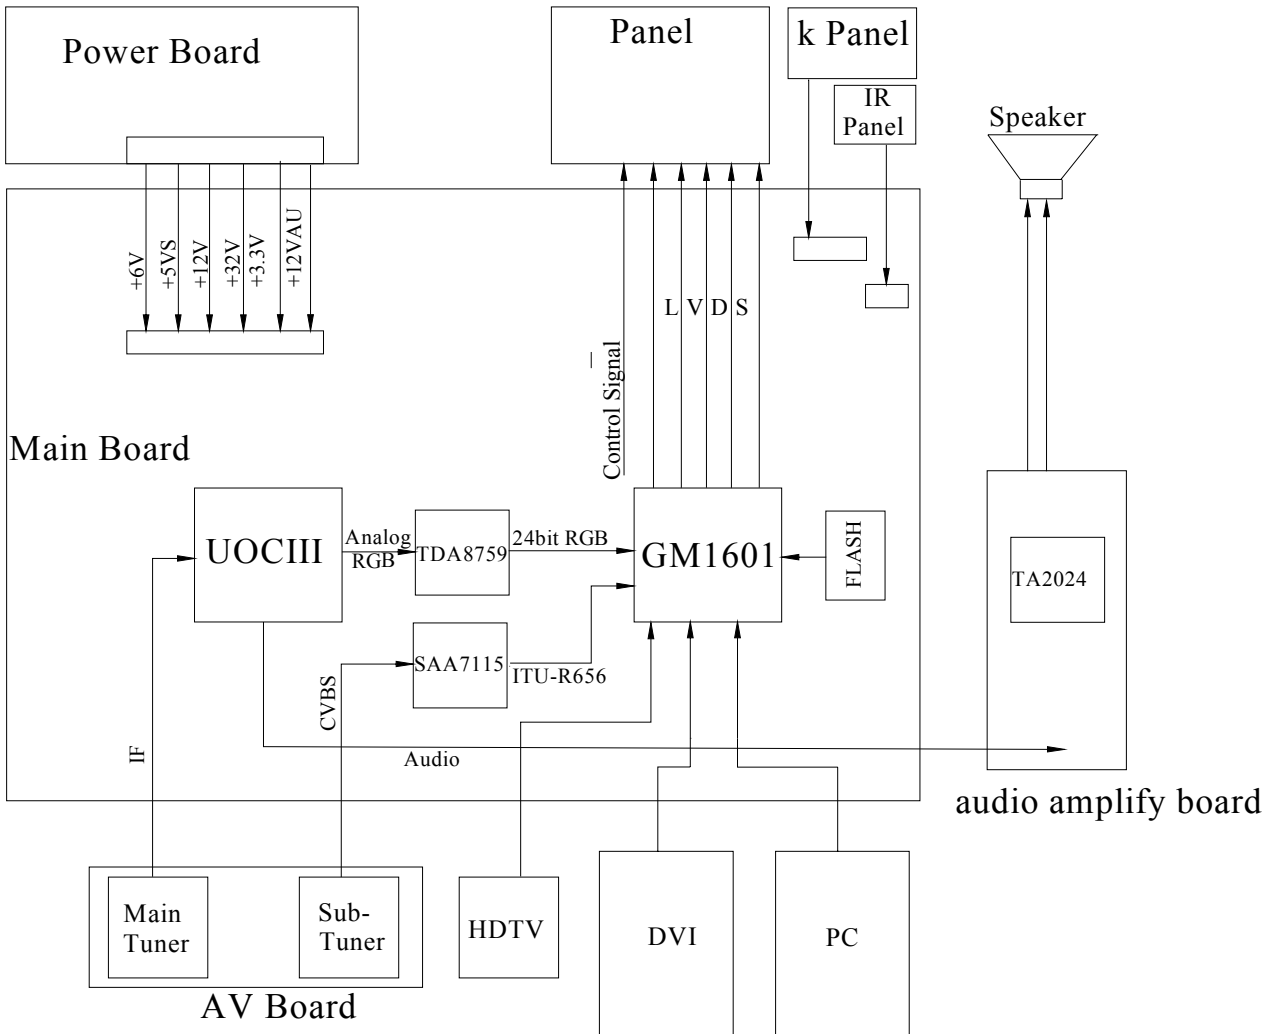 Power Board
Panel
k Panel
IR
Panel
Speaker
+6V
+5VS
+12V
+32V
+3.3V
+12VAU
L V D S
Control Signal
Main Board
UOCIII
Analog
RGB
TDA8759
24bit RGB
GM1601
FLASH
TA2024
SAA7115
ITU-R656
CVBS
IF
Audio
audio amplify board
Main
Tuner
Sub-
Tuner
HDTV
DVI
PC
AV Board